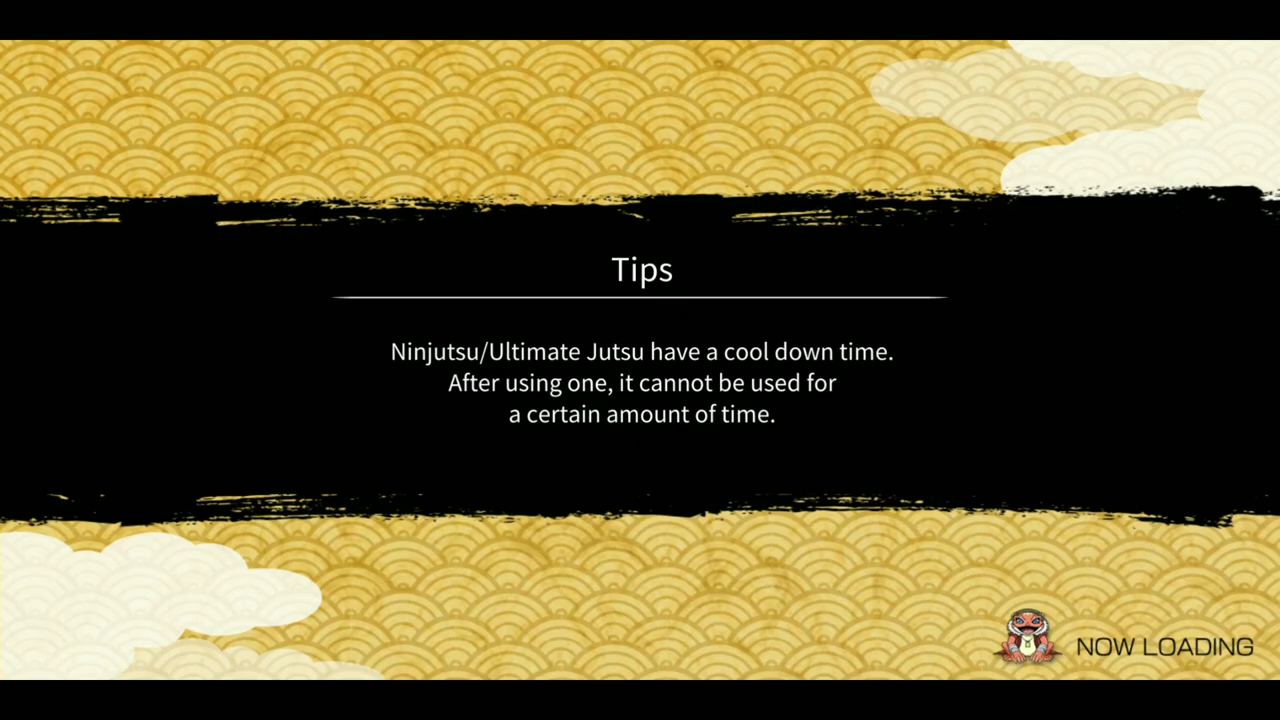 Tips
Ninjutsu/Ultimate Jutsu have a cool down time.
After using one, it cannot be used for
a certain amount of time.
NOW LOADING